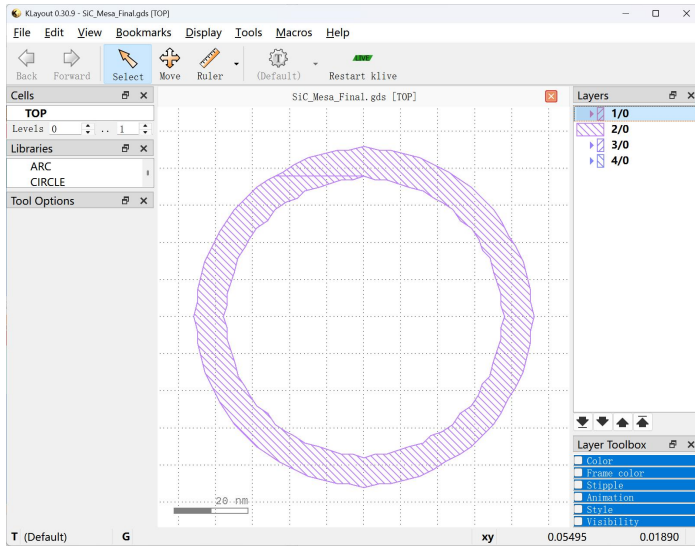 KLayout 0.30.9 - SiC_Mesa_Final.gds [TOP]
File Edit View Bookmarks Display Tools Macros Help
LIVE
Back Forward Select Move Ruler (Default) Restart klive
Cells
TOP
Levels 0 .. 1
Libraries
ARC
CIRCLE
Tool Options
SiC_Mesa_Final.gds [TOP]
20 nm
Layers
1/0
2/0
3/0
4/0
Layer Toolbox
Color
Frame color
Stipple
Animation
Style
Visibility
T (Default) G xy 0.05495 0.01890